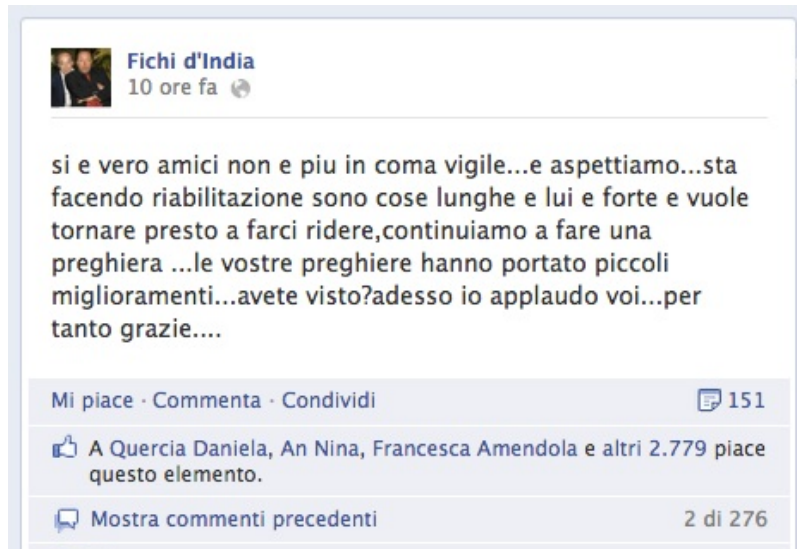 Fichi d'India
10 ore fa
si e vero amici non e piu in coma vigile...e aspettiamo...sta
facendo riabilitazione sono cose lunghe e lui e forte e vuole
tornare presto a farci ridere,continuiamo a fare una
preghiera ...le vostre preghiere hanno portato piccoli
miglioramenti...avete visto?adesso io applaudo voi...per
tanto grazie....
Mi piace · Commenta · Condividi 151
A Quercia Daniela, An Nina, Francesca Amendola e altri 2.779 piace
questo elemento.
Mostra commenti precedenti 2 di 276